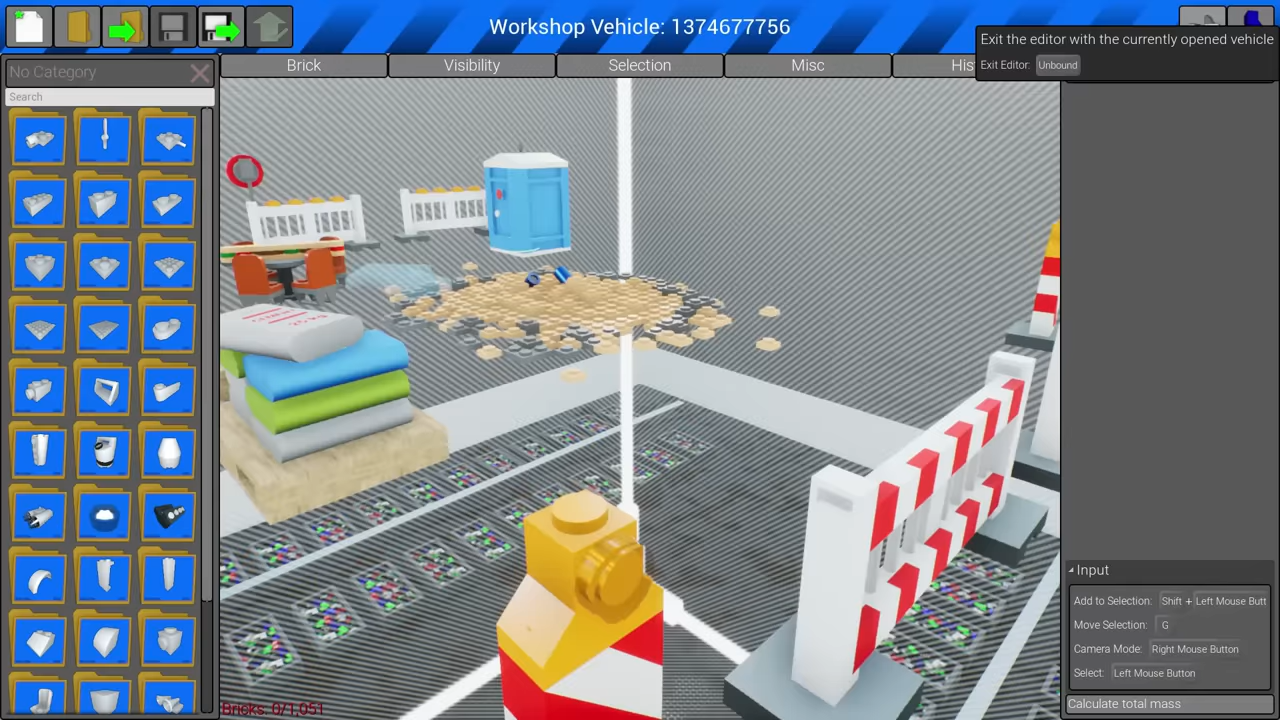 Workshop Vehicle: 1374677756
Exit the editor with the currently opened vehicle
Exit Editor: Unbound
No Category
Search
Brick
Visibility
Selection
Misc
His
Bricks: 0/1,051
Input
Add to Selection: Shift + Left Mouse Butt
Move Selection: G
Camera Mode: Right Mouse Button
Select: Left Mouse Button
Calculate total mass